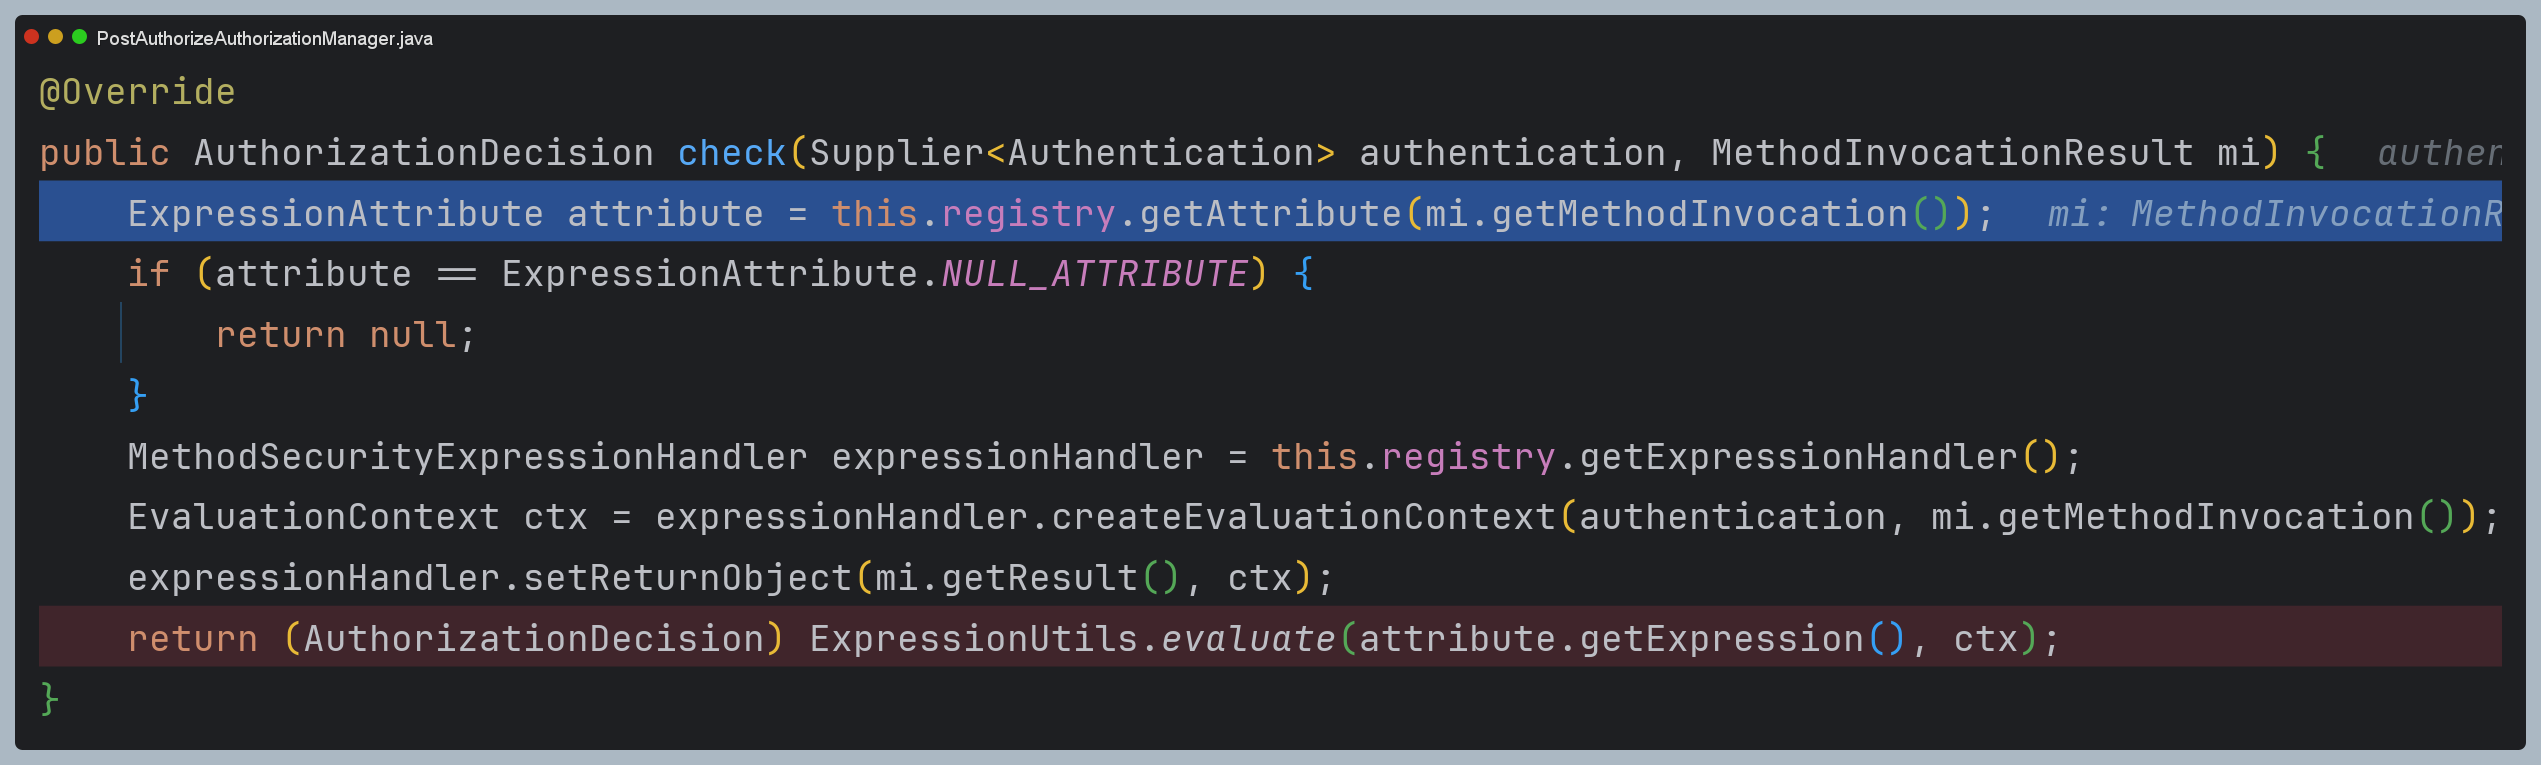 PostAuthorizeAuthorizationManager.java
@Override
public AuthorizationDecision check(Supplier<Authentication> authentication, MethodInvocationResult mi) { authen
ExpressionAttribute attribute = this.registry.getAttribute(mi.getMethodInvocation()); mi: MethodInvocationR
if (attribute == ExpressionAttribute.NULL_ATTRIBUTE) {
return null;
}
MethodSecurityExpressionHandler expressionHandler = this.registry.getExpressionHandler();
EvaluationContext ctx = expressionHandler.createEvaluationContext(authentication, mi.getMethodInvocation());
expressionHandler.setReturnObject(mi.getResult(), ctx);
return (AuthorizationDecision) ExpressionUtils.evaluate(attribute.getExpression(), ctx);
}